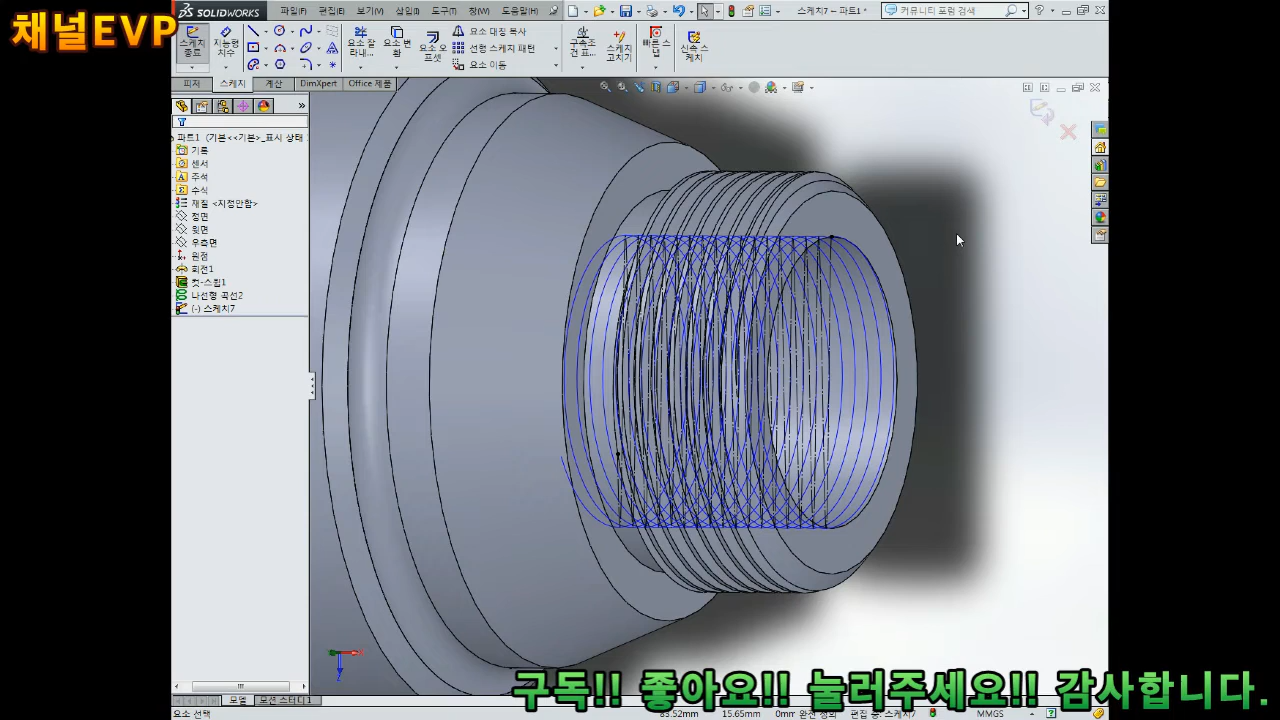 채널EVP
SOLIDWORKS
파일(F) 편집(E) 보기(V) 삽입(I) 도구(T) 창(W) 도움말(H)
스케치7 - 파트1 *
커뮤니티 포럼 검색
스케치 종료
지능형 치수
요소 잘라내...
요소 변환
요소 오프셋
요소 대칭 복사
선형 스케치 패턴
요소 이동
구속조건 표...
스케치 고치기
빠른 스냅
신속 스케치
피처 스케치 계산 DimXpert Office 제품
파트1 (기본<<기본>_표시 상태
기록
센서
주석
수식
재질 <지정안함>
정면
윗면
우측면
원점
회전1
컷-스윕1
나선형 곡선2
(-) 스케치7
모델 모션 스터디1
구독!! 좋아요!! 눌러주세요!! 감사합니다.
요소 선택 85.52mm 15.65mm 0mm 완전 정의 편집 중: 스케치7 MMGS